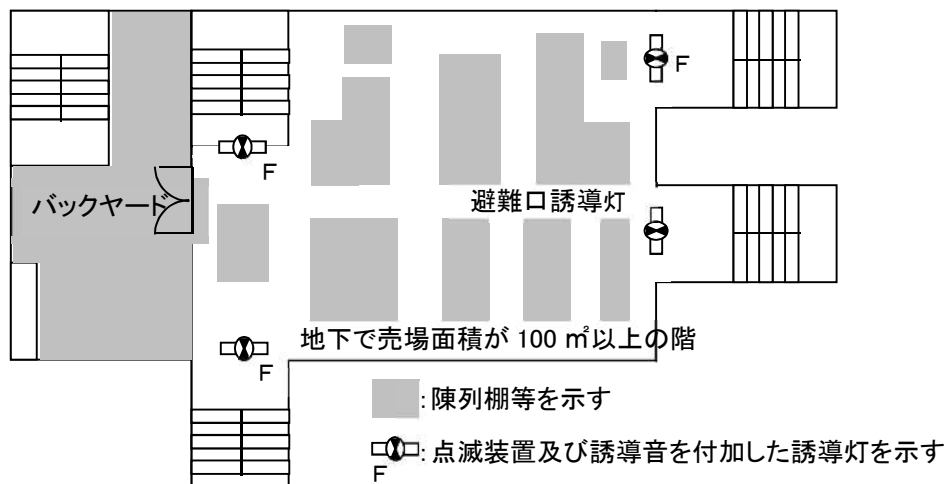 F
F
バックヤード
避難口誘導灯
地下で売場面積が 100 ㎡以上の階
F
:陳列棚等を示す
:点滅装置及び誘導音を付加した誘導灯を示す
F